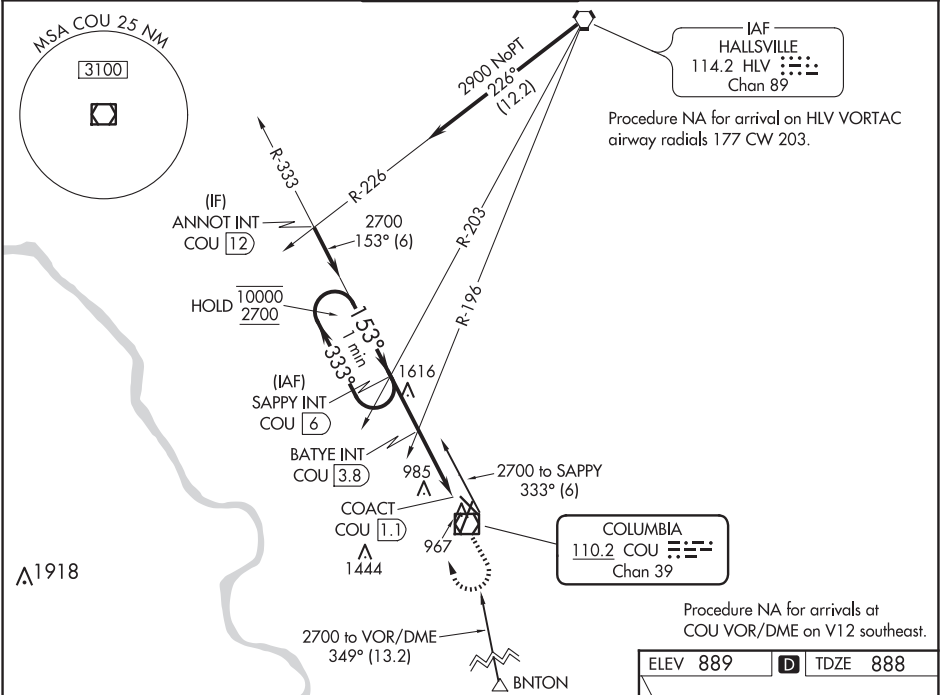 MSA COU 25 NM
3100
IAF
HALLSVILLE
114.2 HLV
Chan 89
Procedure NA for arrival on HLV VORTAC
airway radials 177 CW 203.
2900 NoPT
226°
(12.2)
R-333
R-226
(IF)
ANNOT INT
COU 12
2700
153° (6)
R-203
R-196
HOLD 10000
2700
153°
1 min
333°
(IAF)
SAPPY INT
COU 6
1616
BATYE INT
COU 3.8
985
2700 to SAPPY
333° (6)
COACT
COU 1.1
967
1444
COLUMBIA
110.2 COU
Chan 39
1918
2700 to VOR/DME
349° (13.2)
BNTON
Procedure NA for arrivals at
COU VOR/DME on V12 southeast.
ELEV 889 D TDZE 888